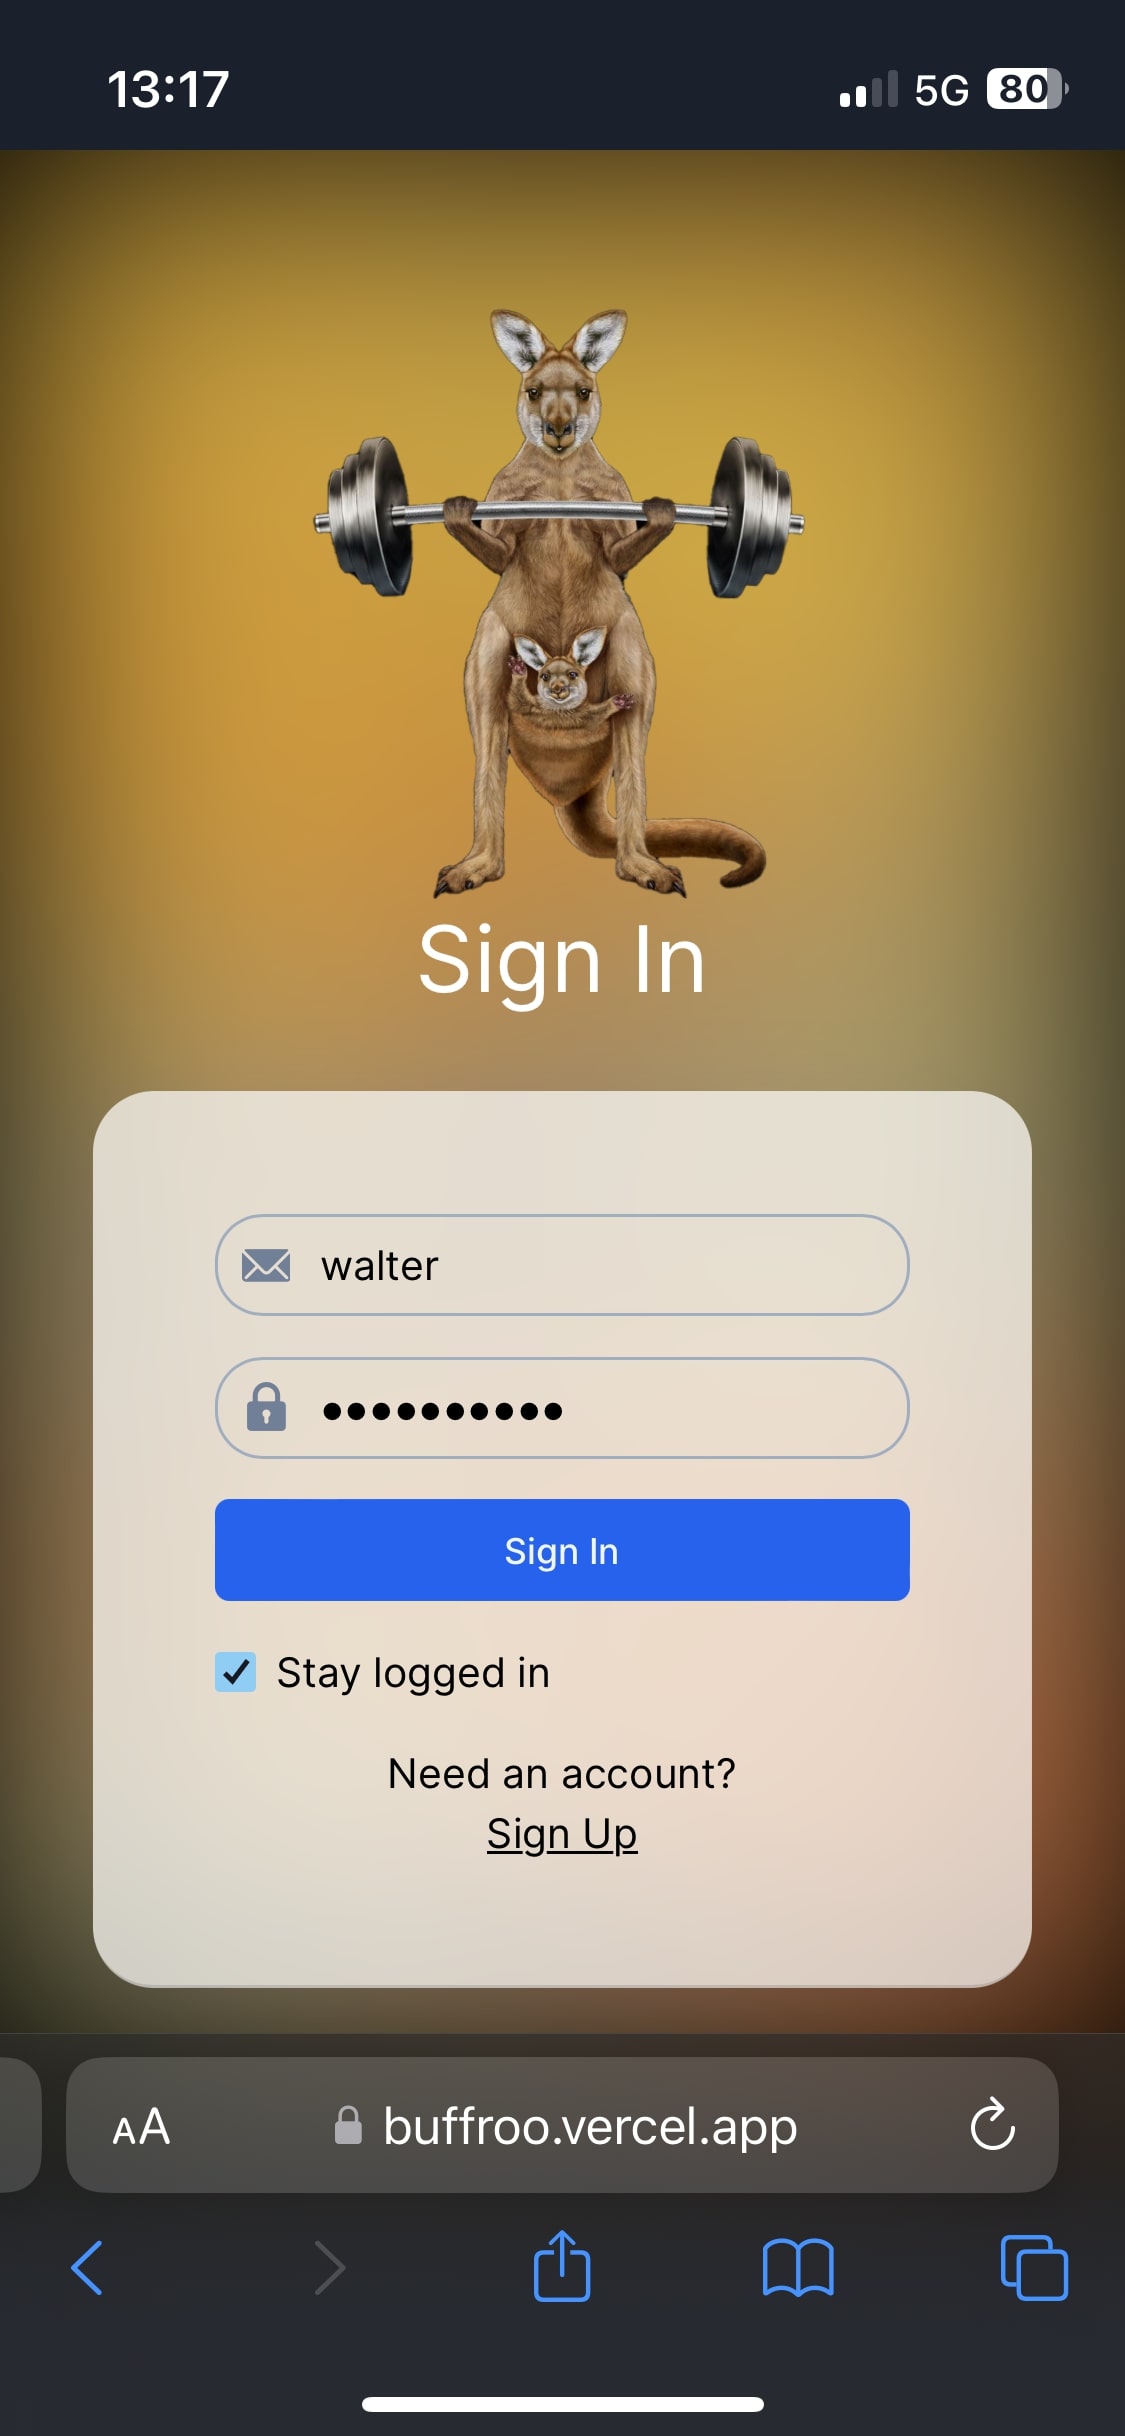 13:17
5G 80
Sign In
walter
Sign In
Stay logged in
Need an account?
Sign Up
AA buffroo.vercel.app